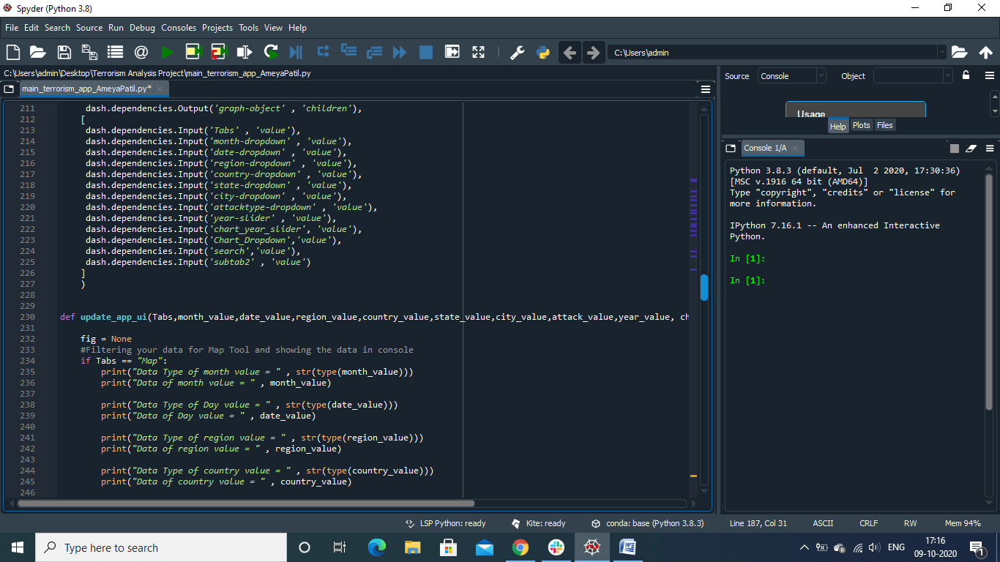 Spyder (Python 3.8)
File Edit Search Source Run Debug Consoles Projects Tools View Help
C:\Users\admin
C:\Users\admin\Desktop\Terrorism Analysis Project\main_terrorism_app_AmeyaPatil.py
main_terrorism_app_AmeyaPatil.py*
211 dash.dependencies.Output('graph-object' , 'children'),
212 [
213 dash.dependencies.Input('Tabs' , 'value'),
214 dash.dependencies.Input('month-dropdown' , 'value'),
215 dash.dependencies.Input('date-dropdown' , 'value'),
216 dash.dependencies.Input('region-dropdown' , 'value'),
217 dash.dependencies.Input('country-dropdown' , 'value'),
218 dash.dependencies.Input('state-dropdown' , 'value'),
219 dash.dependencies.Input('city-dropdown' , 'value'),
220 dash.dependencies.Input('attacktype-dropdown' , 'value'),
221 dash.dependencies.Input('year-slider' , 'value'),
222 dash.dependencies.Input('chart_year_slider', 'value'),
223 dash.dependencies.Input('Chart_Dropdown','value'),
224 dash.dependencies.Input('search','value'),
225 dash.dependencies.Input('subtab2' , 'value')
226 ]
227 )
228
229
230 def update_app_ui(Tabs,month_value,date_value,region_value,country_value,state_value,city_value,attack_value,year_value, ch
231
232 fig = None
233 #Filtering your data for Map Tool and showing the data in console
234 if Tabs == "Map":
235 print("Data Type of month value = " , str(type(month_value)))
236 print("Data of month value = " , month_value)
237
238 print("Data Type of Day value = " , str(type(date_value)))
239 print("Data of Day value = " , date_value)
240
241 print("Data Type of region value = " , str(type(region_value)))
242 print("Data of region value = " , region_value)
243
244 print("Data Type of country value = " , str(type(country_value)))
245 print("Data of country value = " , country_value)
246
Source Console Object
Usage
Help Plots Files
Console 1/A
Python 3.8.3 (default, Jul  2 2020, 17:30:36)
[MSC v.1916 64 bit (AMD64)]
Type "copyright", "credits" or "license" for
more information.
IPython 7.16.1 -- An enhanced Interactive
Python.
In [1]:
In [1]:
LSP Python: ready Kite: ready conda: base (Python 3.8.3) Line 187, Col 31 ASCII CRLF RW Mem 94%
Type here to search
ENG
17:16
09-10-2020
1